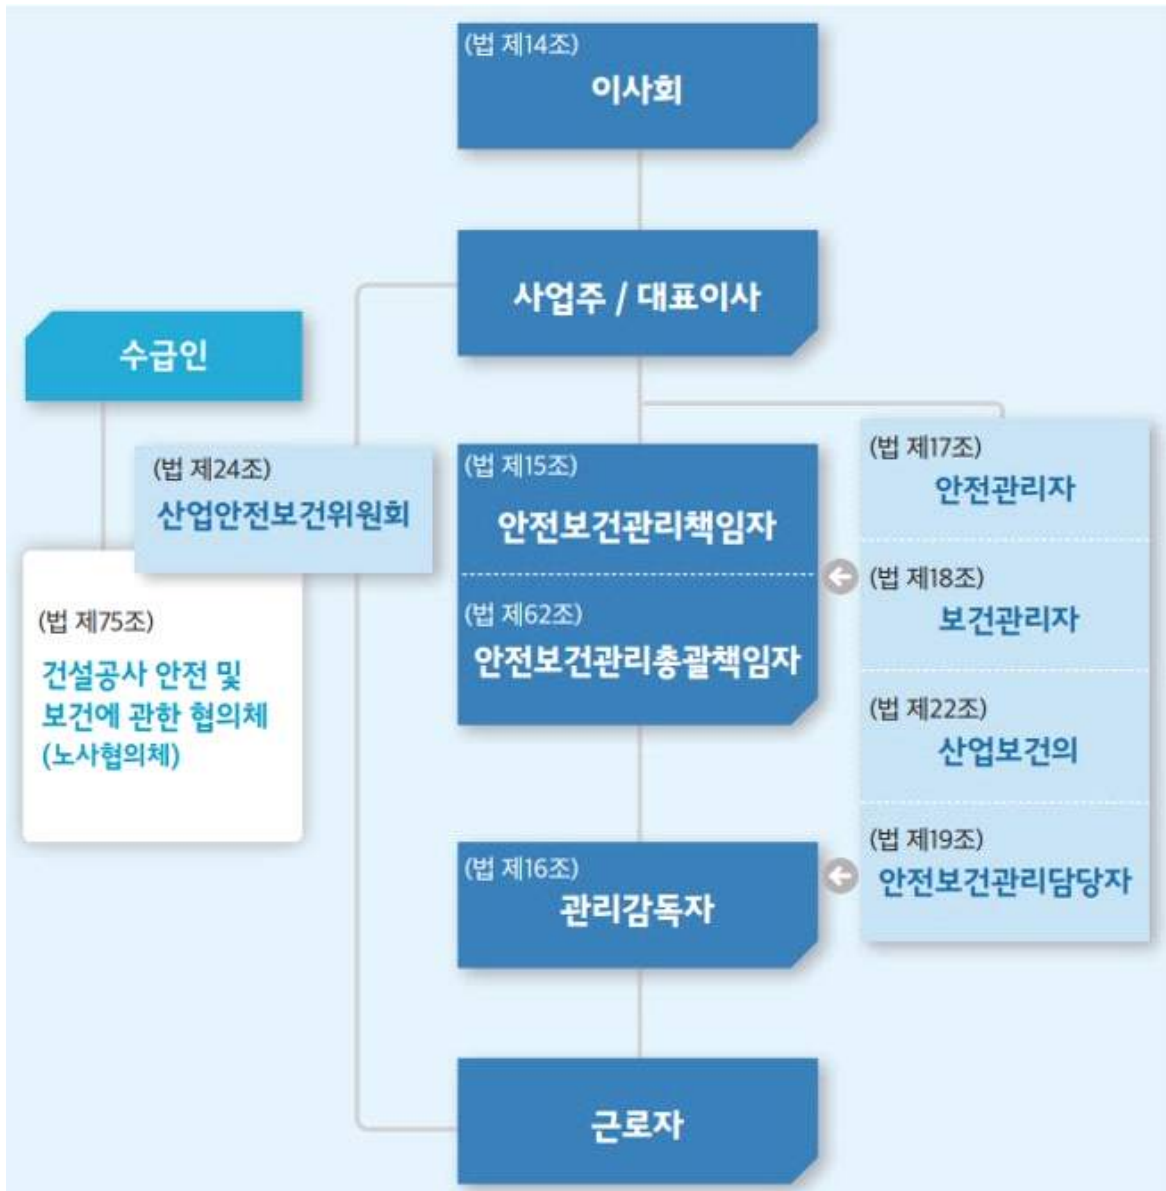 (법 제14조)
이사회
사업주 / 대표이사
수급인
(법 제24조)
산업안전보건위원회
(법 제75조)
건설공사 안전 및
보건에 관한 협의체
(노사협의체)
(법 제15조)
안전보건관리책임자
(법 제62조)
안전보건관리총괄책임자
(법 제17조)
안전관리자
(법 제18조)
보건관리자
(법 제22조)
산업보건의
(법 제19조)
안전보건관리담당자
(법 제16조)
관리감독자
근로자